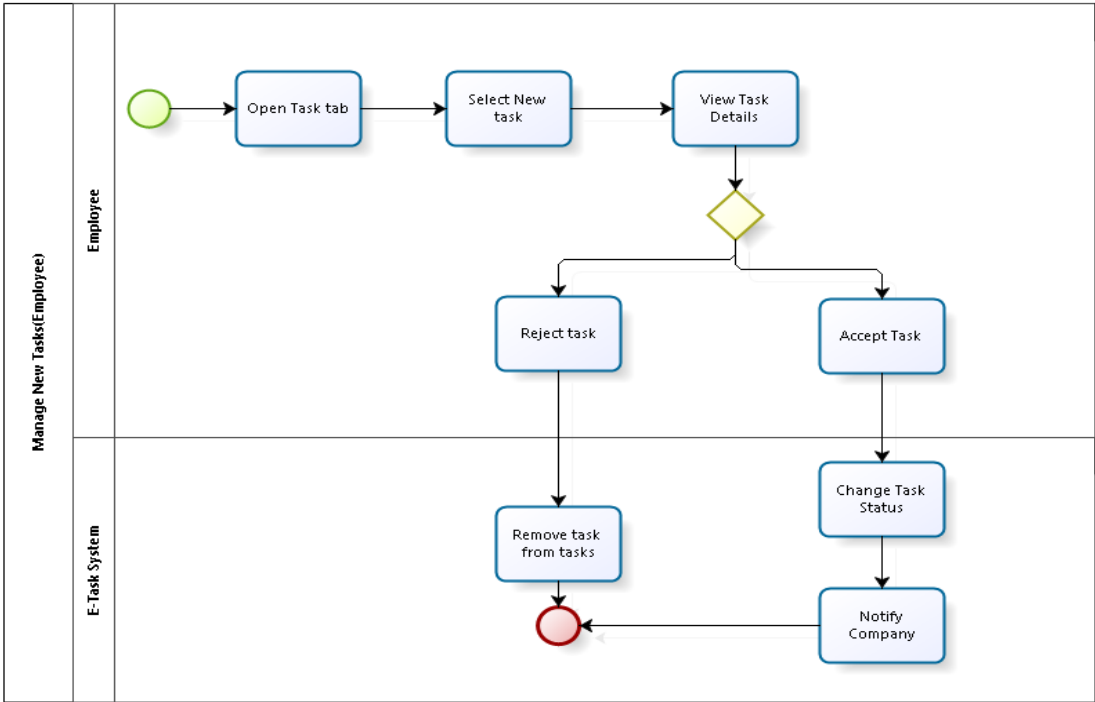 Manage New Tasks(Employee)
Employee
Open Task tab
Select New
task
View Task
Details
Reject task
Accept Task
E-Task System
Remove task
from tasks
Change Task
Status
Notify
Company